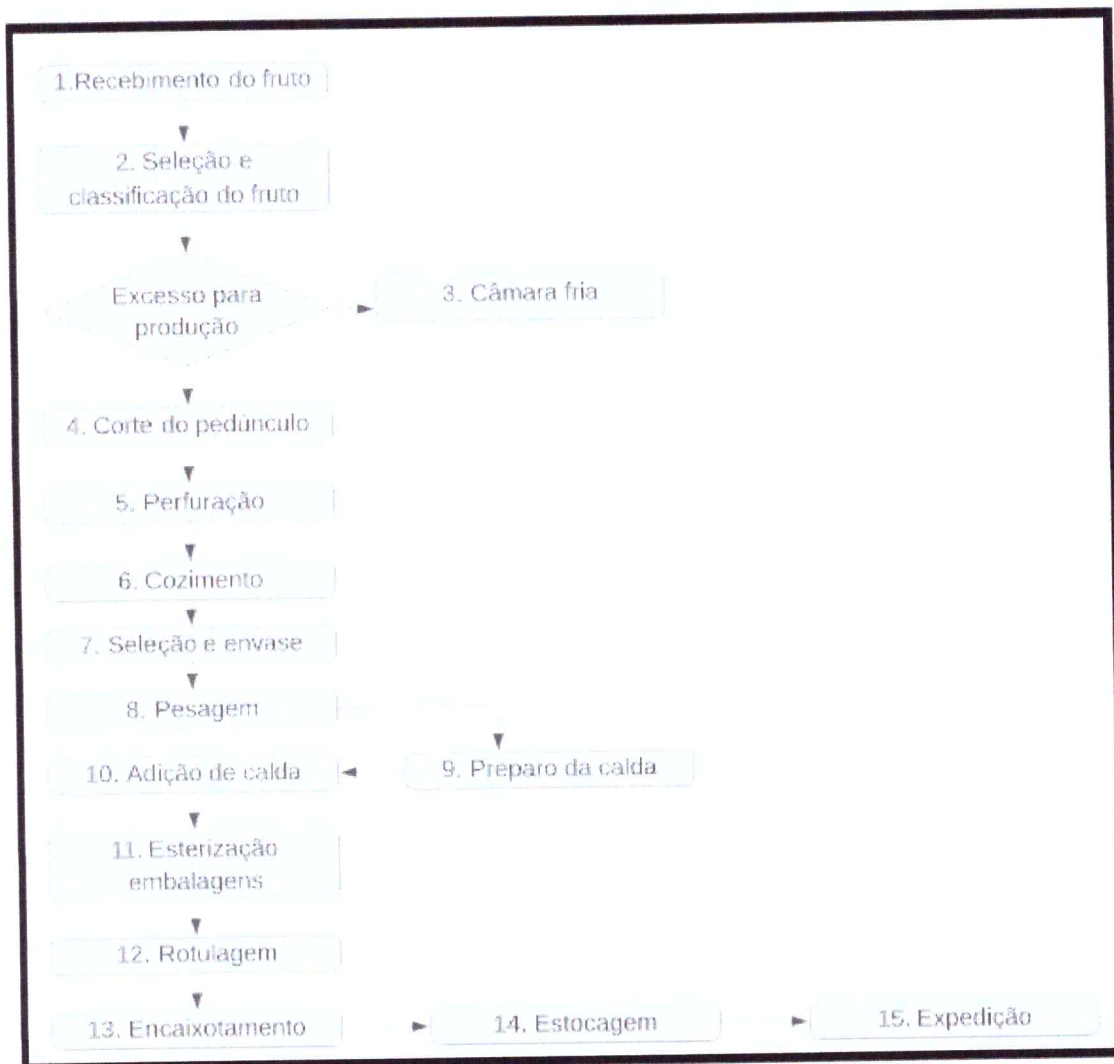 1.Recebimento do fruto
2. Seleção e
classificação do fruto
Excesso para
produção
3. Câmara fria
4. Corte do pedúnculo
5. Perfuração
6. Cozimento
7. Seleção e envase
8. Pesagem
9. Preparo da calda
10. Adição de calda
11. Esterização
embalagens
12. Rotulagem
13. Encaixotamento
14. Estocagem
15. Expedição